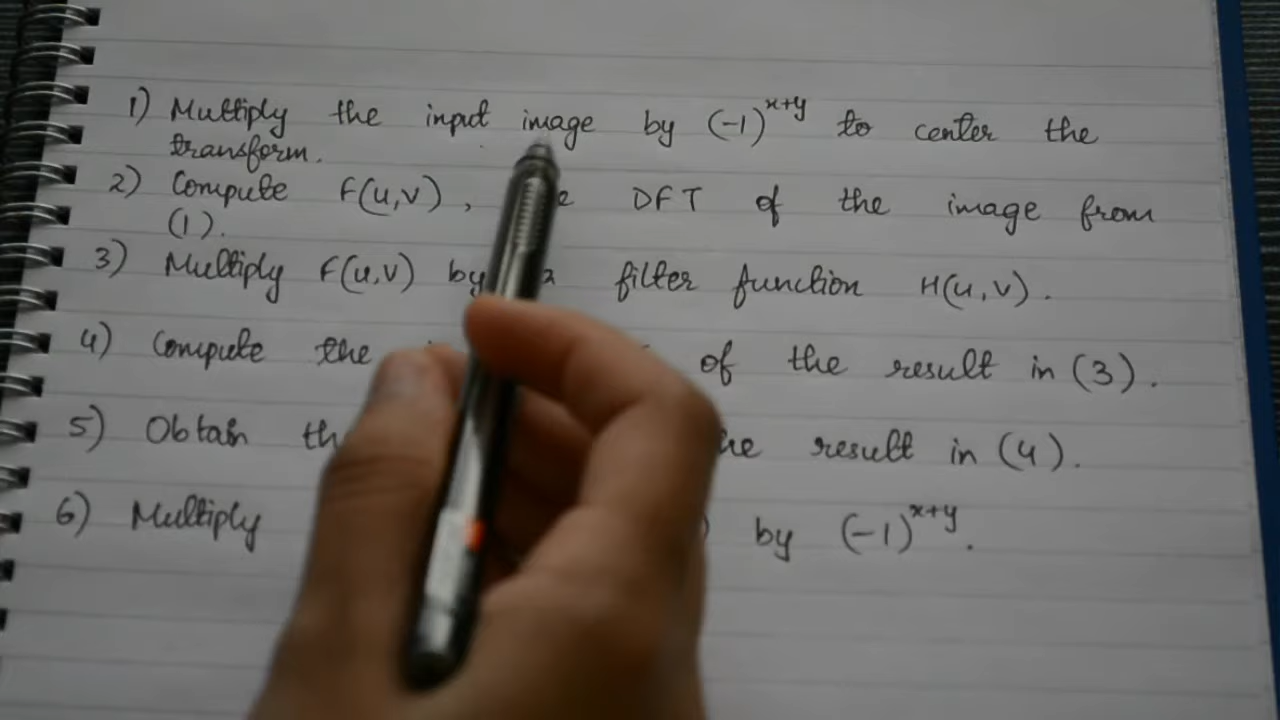 1) Multiply the input image by (-1)^{x+y} to center the
transform.
2) Compute F(u,v), DFT of the image from
(1).
3) Multiply F(u,v) by filter function H(u,v).
4) Compute the of the result in (3).
5) Obtain result in (4).
6) Multiply by (-1)^{x+y}.